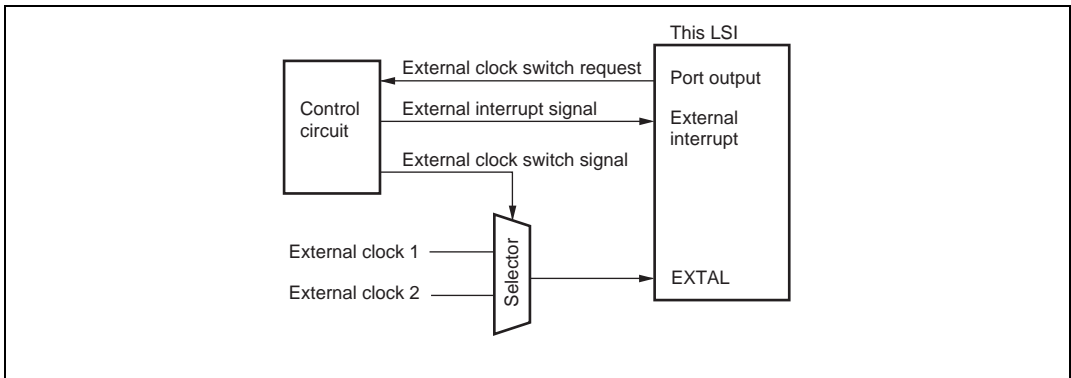 This LSI
External clock switch request
Port output
Control
circuit
External interrupt signal
External
interrupt
External clock switch signal
External clock 1
External clock 2
Selector
EXTAL